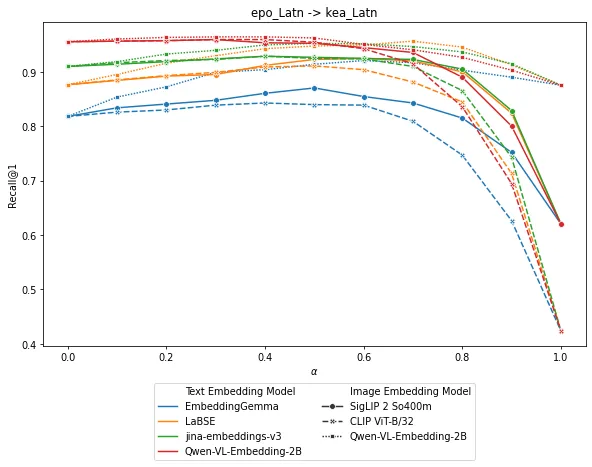 epo_Latn -> kea_Latn
Recall@1
0.9
0.8
0.7
0.6
0.5
0.4
0.0
0.2
0.4
0.6
0.8
1.0
α
Text Embedding Model
EmbeddingGemma
LaBSE
jina-embeddings-v3
Qwen-VL-Embedding-2B
Image Embedding Model
SigLIP 2 So400m
CLIP ViT-B/32
Qwen-VL-Embedding-2B